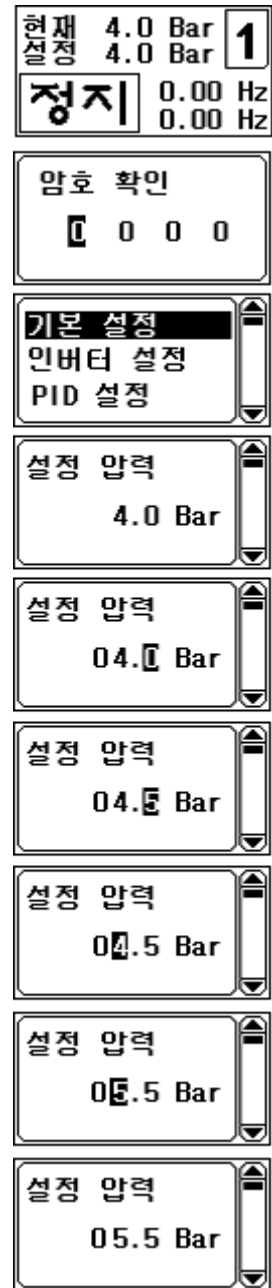 현재 4.0 Bar 1
설정 4.0 Bar
정지 0.00 Hz
0.00 Hz
암호 확인
0 0 0 0
기본 설정
인버터 설정
PID 설정
설정 압력
4.0 Bar
설정 압력
04.0 Bar
설정 압력
04.5 Bar
설정 압력
04.5 Bar
설정 압력
05.5 Bar
설정 압력
05.5 Bar